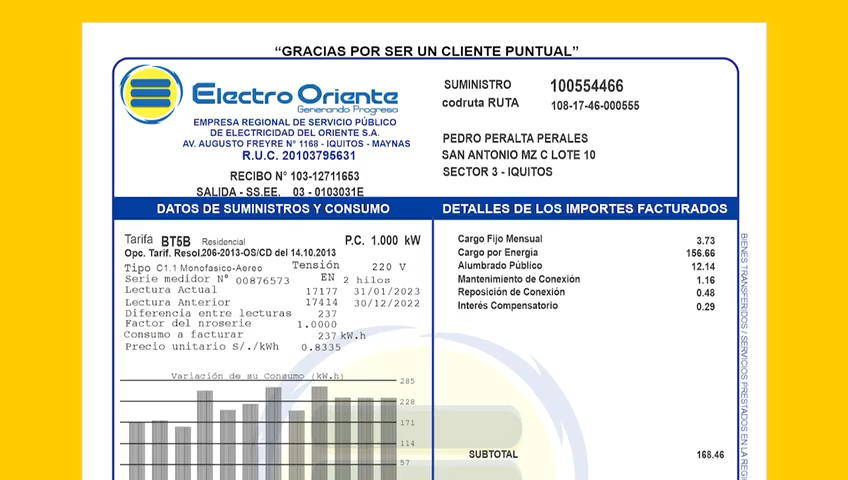 “GRACIAS POR SER UN CLIENTE PUNTUAL”
Electro Oriente
Generando Progreso
EMPRESA REGIONAL DE SERVICIO PÚBLICO
DE ELECTRICIDAD DEL ORIENTE S.A.
AV. AUGUSTO FREYRE N° 1168 - IQUITOS - MAYNAS
R.U.C. 20103795631
RECIBO N° 103-12711653
SALIDA - SS.EE. 03 - 0103031E
SUMINISTRO 100554466
codruta RUTA 108-17-46-000555
PEDRO PERALTA PERALES
SAN ANTONIO MZ C LOTE 10
SECTOR 3 - IQUITOS
DATOS DE SUMINISTROS Y CONSUMO
Tarifa BT5B Residencial P.C. 1.000 kW
Opc. Tarif. Resol.206-2013-OS/CD del 14.10.2013
Tipo C1.1 Monofasico-Aereo Tensión 220 V
Serie medidor N° 00876573 EN 2 hilos
Lectura Actual 17177 31/01/2023
Lectura Anterior 17414 30/12/2022
Diferencia entre lecturas 237
Factor del nroserie 1.0000
Consumo a facturar 237 kW.h
Precio unitario S/./kWh 0.8335
Variación de su Consumo (kW.h)
285
228
171
114
57
DETALLES DE LOS IMPORTES FACTURADOS
Cargo Fijo Mensual 3.73
Cargo por Energía 156.66
Alumbrado Público 12.14
Mantenimiento de Conexión 1.16
Reposición de Conexión 0.48
Interés Compensatorio 0.29
SUBTOTAL 168.46
BIENES TRANSFERIDOS / SERVICIOS PRESTADOS EN LA REGI